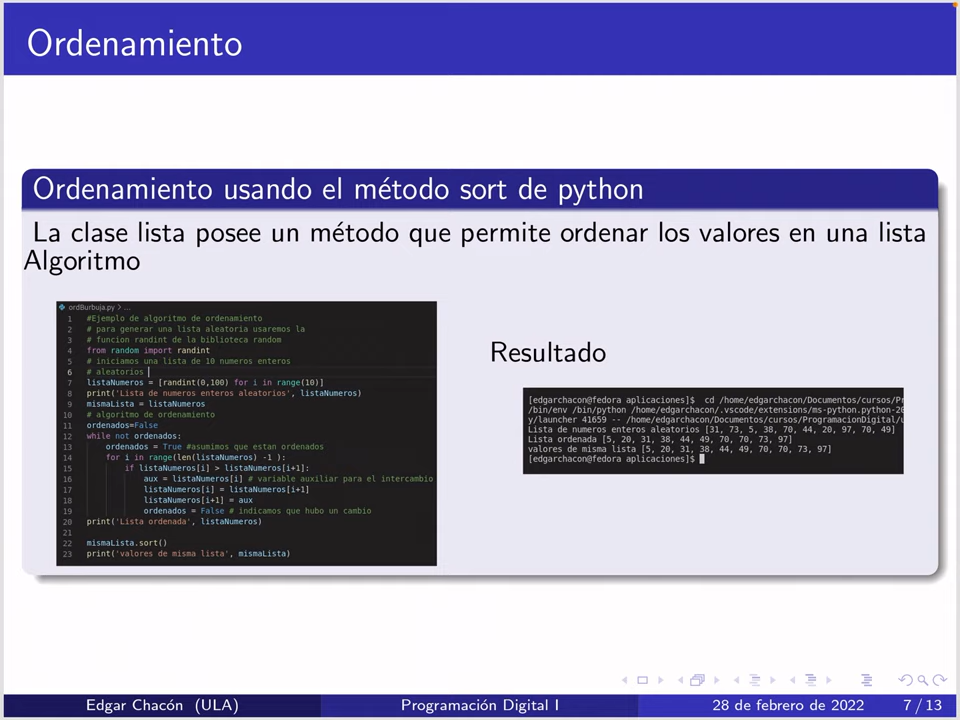 Ordenamiento
Ordenamiento usando el método sort de python
La clase lista posee un método que permite ordenar los valores en una lista
Algoritmo
ordBurbuja.py > ...
1 #Ejemplo de algoritmo de ordenamiento
2 # para generar una lista aleatoria usaremos la
3 # funcion randint de la biblioteca random
4 from random import randint
5 # iniciamos una lista de 10 numeros enteros
6 # aleatorios
7 listaNumeros = [randint(0,100) for i in range(10)]
8 print('Lista de numeros enteros aleatorios', listaNumeros)
9 mismaLista = listaNumeros
10 # algoritmo de ordenamiento
11 ordenados=False
12 while not ordenados:
13 ordenados = True #asumimos que estan ordenados
14 for i in range(len(listaNumeros) -1 ):
15 if listaNumeros[i] > listaNumeros[i+1]:
16 aux = listaNumeros[i] # variable auxiliar para el intercambio
17 listaNumeros[i] = listaNumeros[i+1]
18 listaNumeros[i+1] = aux
19 ordenados = False # indicamos que hubo un cambio
20 print('Lista ordenada', listaNumeros)
21
22 mismaLista.sort()
23 print('valores de misma lista', mismaLista)
Resultado
[edgarchacon@fedora aplicaciones]$ cd /home/edgarchacon/Documentos/cursos/Pr
/bin/env /bin/python /home/edgarchacon/.vscode/extensions/ms-python.python-20
y/launcher 41659 -- /home/edgarchacon/Documentos/cursos/ProgramacionDigital/u
Lista de numeros enteros aleatorios [31, 73, 5, 38, 70, 44, 20, 97, 70, 49]
Lista ordenada [5, 20, 31, 38, 44, 49, 70, 70, 73, 97]
valores de misma lista [5, 20, 31, 38, 44, 49, 70, 70, 73, 97]
[edgarchacon@fedora aplicaciones]$
Edgar Chacón (ULA) Programación Digital I 28 de febrero de 2022 7 / 13